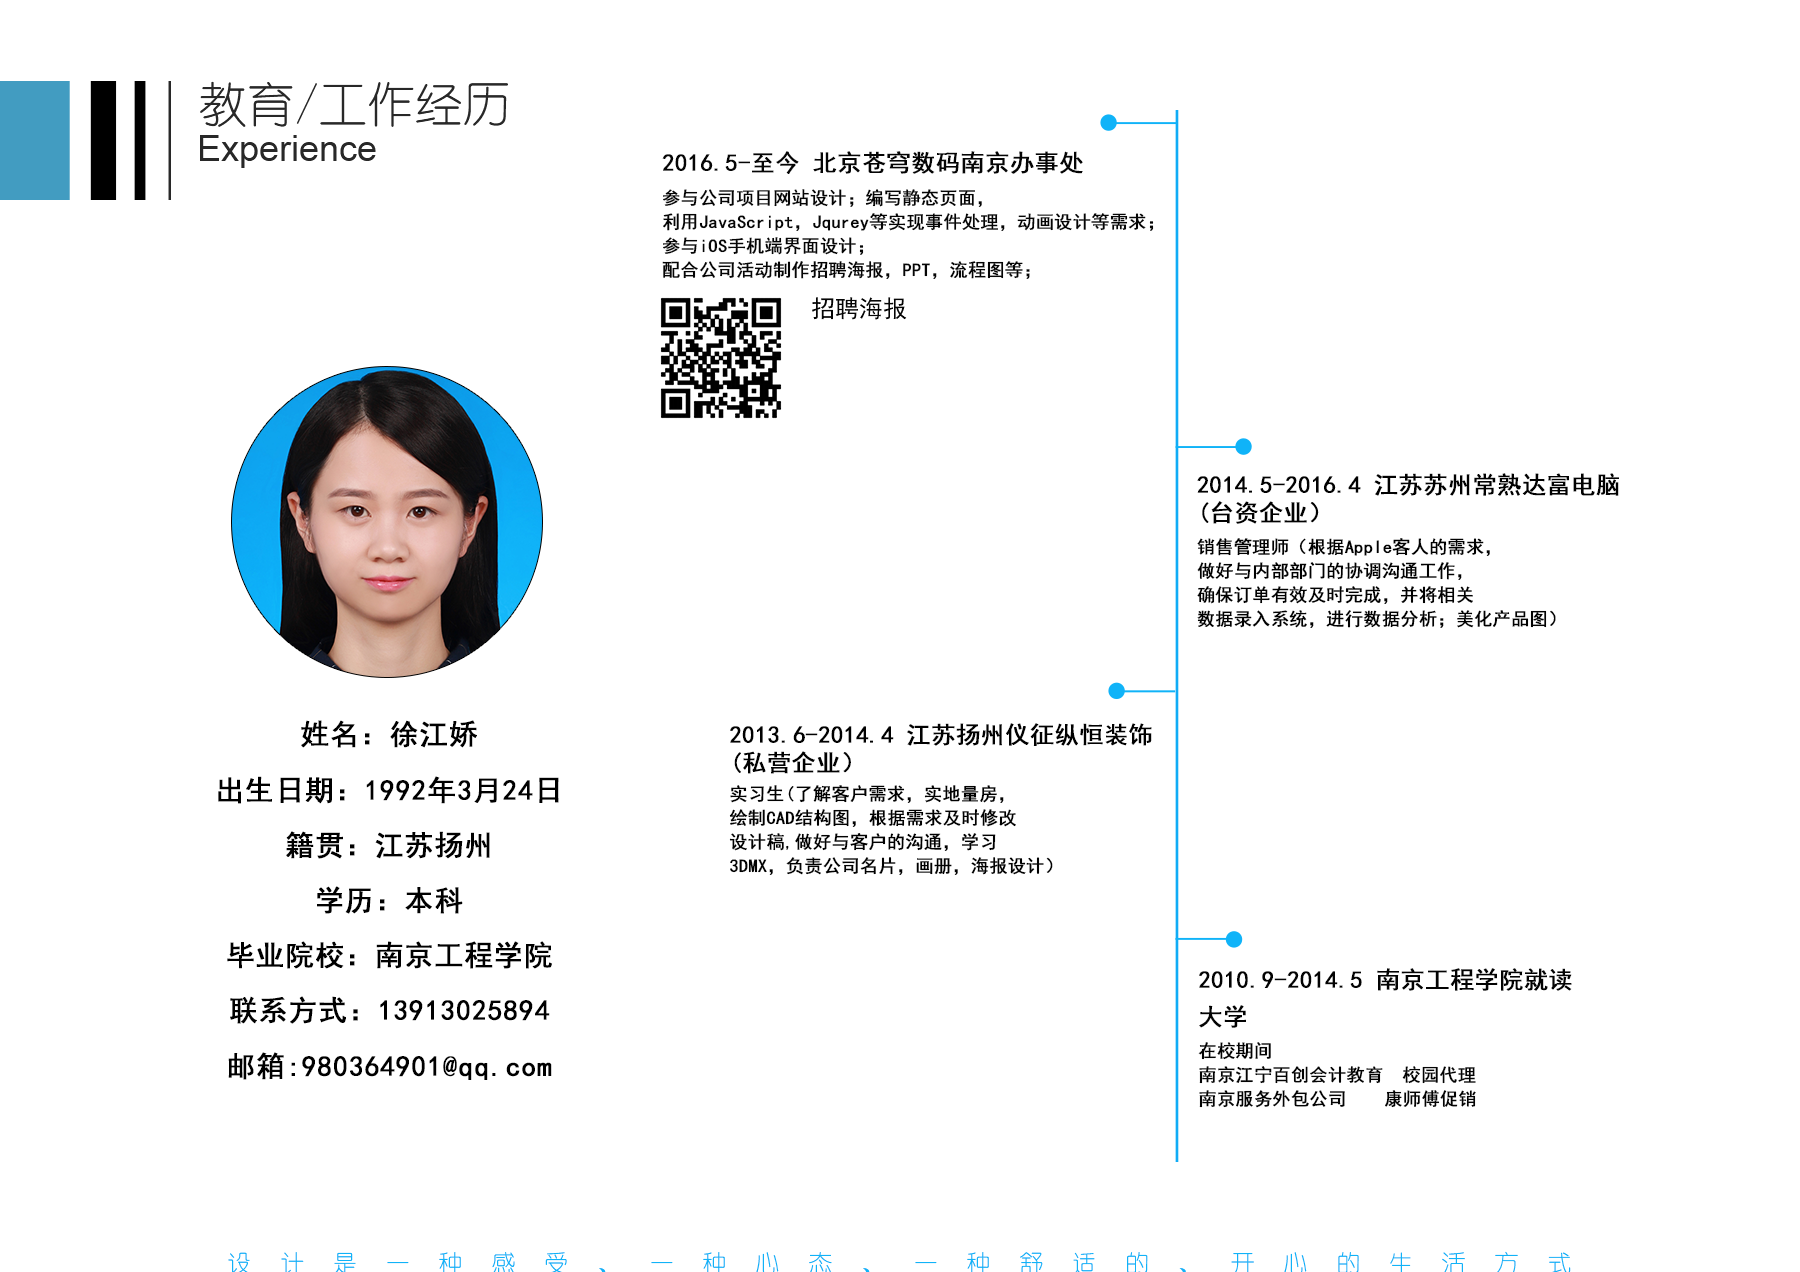 教育/工作经历
Experience
2016.5-至今 北京苍穹数码南京办事处
参与公司项目网站设计；编写静态页面，
利用JavaScript，Jqurey等实现事件处理，动画设计等需求；
参与iOS手机端界面设计；
配合公司活动制作招聘海报，PPT，流程图等；
招聘海报
2014.5-2016.4 江苏苏州常熟达富电脑
（台资企业）
销售管理师（根据Apple客人的需求，
做好与内部部门的协调沟通工作，
确保订单有效及时完成，并将相关
数据录入系统，进行数据分析；美化产品图）
2013.6-2014.4 江苏扬州仪征纵恒装饰
（私营企业）
实习生(了解客户需求，实地量房，
绘制CAD结构图，根据需求及时修改
设计稿,做好与客户的沟通，学习
3DMX，负责公司名片，画册，海报设计）
2010.9-2014.5 南京工程学院就读
大学
在校期间
南京江宁百创会计教育 校园代理
南京服务外包公司 康师傅促销
姓名：徐江娇
出生日期：1992年3月24日
籍贯：江苏扬州
学历：本科
毕业院校：南京工程学院
联系方式：13913025894
邮箱:980364901@qq.com
设计是一种感受、一种心态、一种舒适的、开心的生活方式